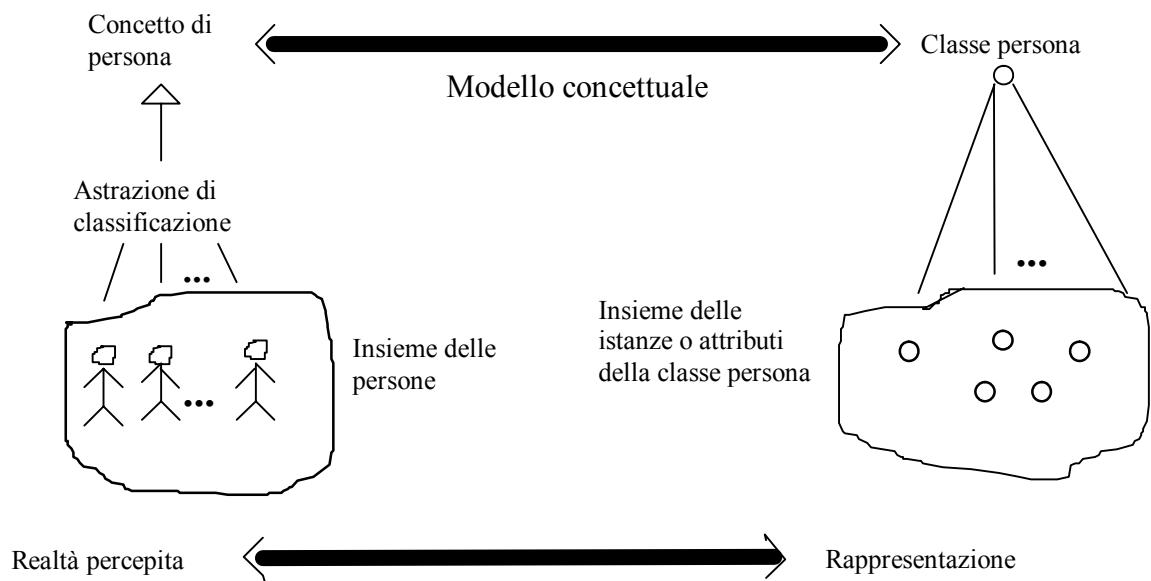 Concetto di
persona
Classe persona
Modello concettuale
Astrazione di
classificazione
...
...
Insieme delle
persone
...
Insieme delle
istanze o attributi
della classe persona
Realtà percepita
Rappresentazione